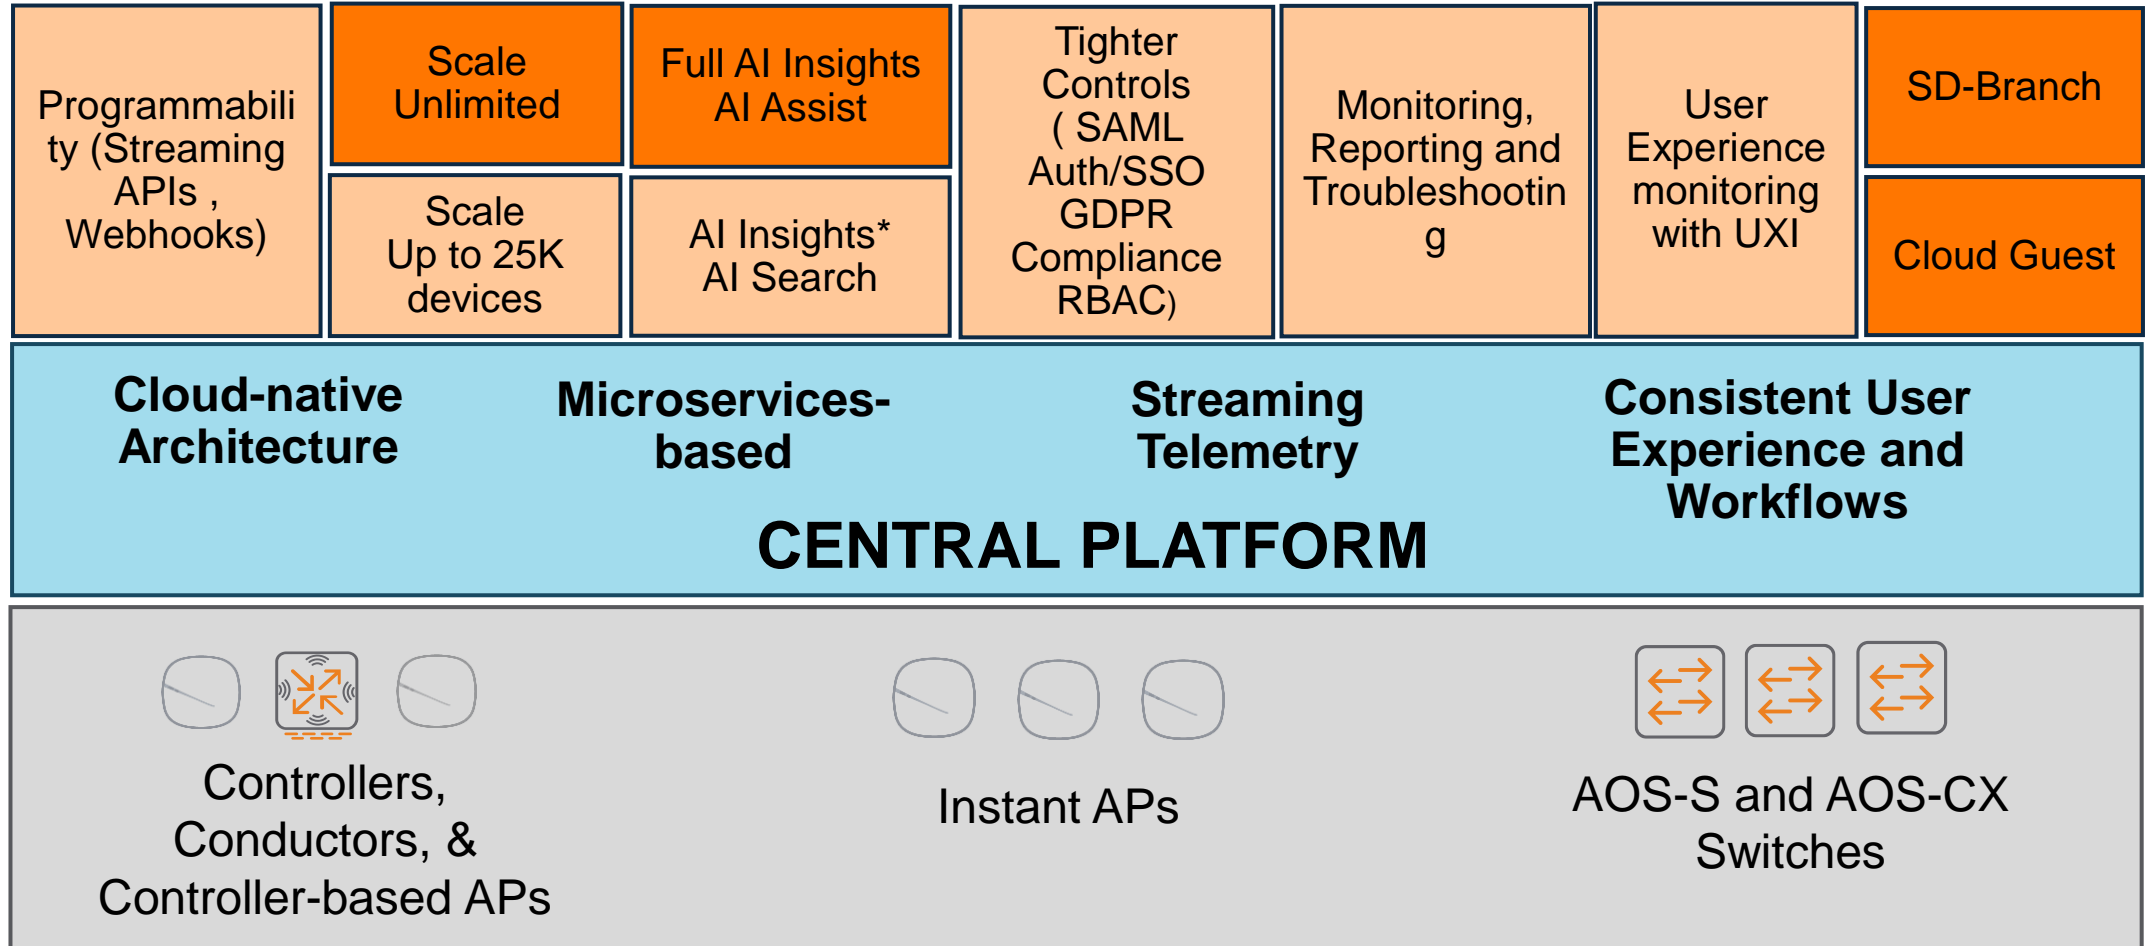 Programmabili
ty (Streaming
APIs ,
Webhooks)
Scale
Unlimited
Scale
Up to 25K
devices
Full AI Insights
AI Assist
AI Insights*
AI Search
Tighter
Controls
( SAML
Auth/SSO
GDPR
Compliance
RBAC)
Monitoring,
Reporting and
Troubleshootin
g
User
Experience
monitoring
with UXI
SD-Branch
Cloud Guest
Cloud-native
Architecture
Microservices-
based
Streaming
Telemetry
Consistent User
Experience and
Workflows
CENTRAL PLATFORM
Controllers,
Conductors, &
Controller-based APs
Instant APs
AOS-S and AOS-CX
Switches